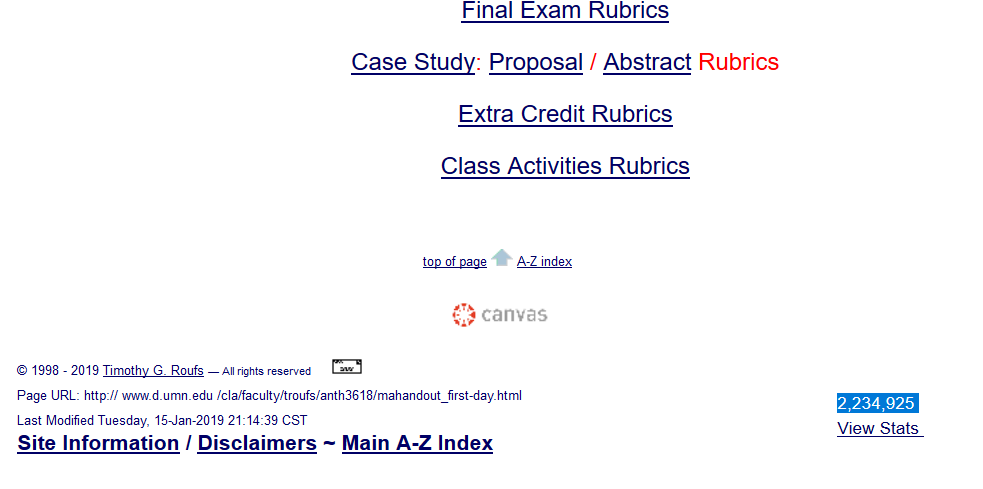 Final Exam Rubrics
Case Study: Proposal / Abstract Rubrics
Extra Credit Rubrics
Class Activities Rubrics
top of page A-Z index
canvas
© 1998 - 2019 Timothy G. Roufs — All rights reserved
Page URL: http:// www.d.umn.edu /cla/faculty/troufs/anth3618/mahandout_first-day.html
Last Modified Tuesday, 15-Jan-2019 21:14:39 CST
Site Information / Disclaimers ~ Main A-Z Index
2,234,925
View Stats